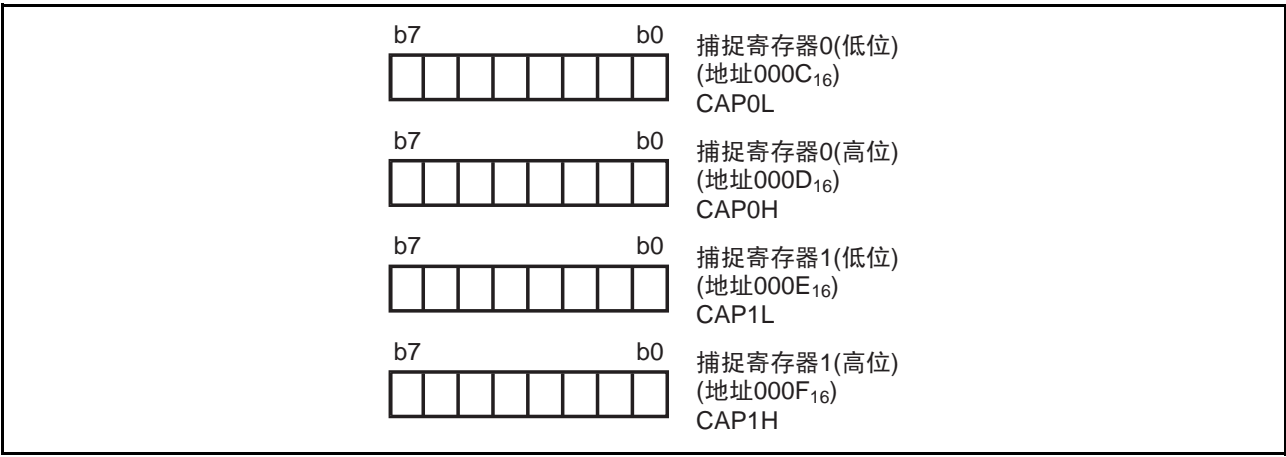 b7 b0
捕捉寄存器0(低位)
(地址000C₁₆)
CAP0L
b7 b0
捕捉寄存器0(高位)
(地址000D₁₆)
CAP0H
b7 b0
捕捉寄存器1(低位)
(地址000E₁₆)
CAP1L
b7 b0
捕捉寄存器1(高位)
(地址000F₁₆)
CAP1H